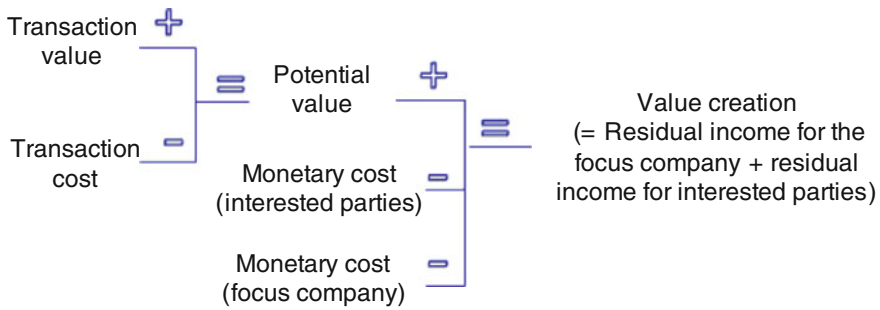 Transaction
value
+
−
Transaction
cost
=
Potential
value
+
Monetary cost
(interested parties)
−
Monetary cost
(focus company)
−
=
Value creation
(= Residual income for the
focus company + residual
income for interested parties)